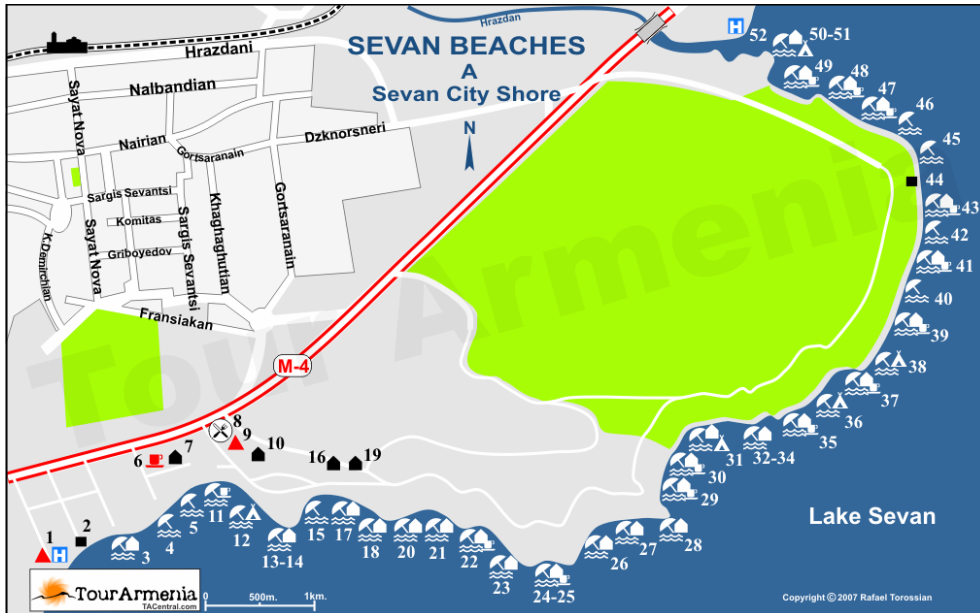 Hrazdan
SEVAN BEACHES
A
Sevan City Shore
N
Hrazdani
Nalbandian
Sayat Nova
Nairian
Gortsaranain
Dzknorsneri
Sargis Sevantsi
Komitas
Griboyedov
K.Demirchian
Sayat Nova
Sargis Sevantsi
Khaghaghutian
Gortsaranain
Fransiakan
M-4
Tour Armenia
H
52
50-51
49
48
47
46
45
44
43
42
41
40
39
38
37
36
35
32-34
31
30
29
28
27
26
24-25
23
22
21
20
18
17
15
13-14
12
11
5
4
3
2
1
H
6
7
8
9
10
16
19
Lake Sevan
TourArmenia
TACentral.com
0 500m. 1km.
Copyright © 2007 Rafael Torossian